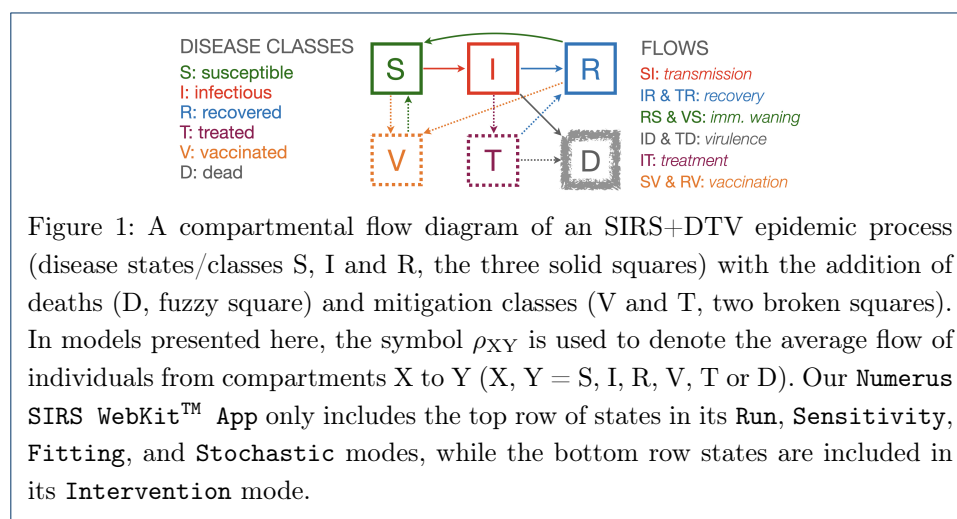 DISEASE CLASSES
S: susceptible
I: infectious
R: recovered
T: treated
V: vaccinated
D: dead
S I R
V T D
FLOWS
SI: transmission
IR & TR: recovery
RS & VS: imm. waning
ID & TD: virulence
IT: treatment
SV & RV: vaccination
Figure 1: A compartmental flow diagram of an SIRS+DTV epidemic process
(disease states/classes S, I and R, the three solid squares) with the addition of
deaths (D, fuzzy square) and mitigation classes (V and T, two broken squares).
In models presented here, the symbol ρXY is used to denote the average flow of
individuals from compartments X to Y (X, Y = S, I, R, V, T or D). Our Numerus
SIRS WebKit™ App only includes the top row of states in its Run, Sensitivity,
Fitting, and Stochastic modes, while the bottom row states are included in
its Intervention mode.